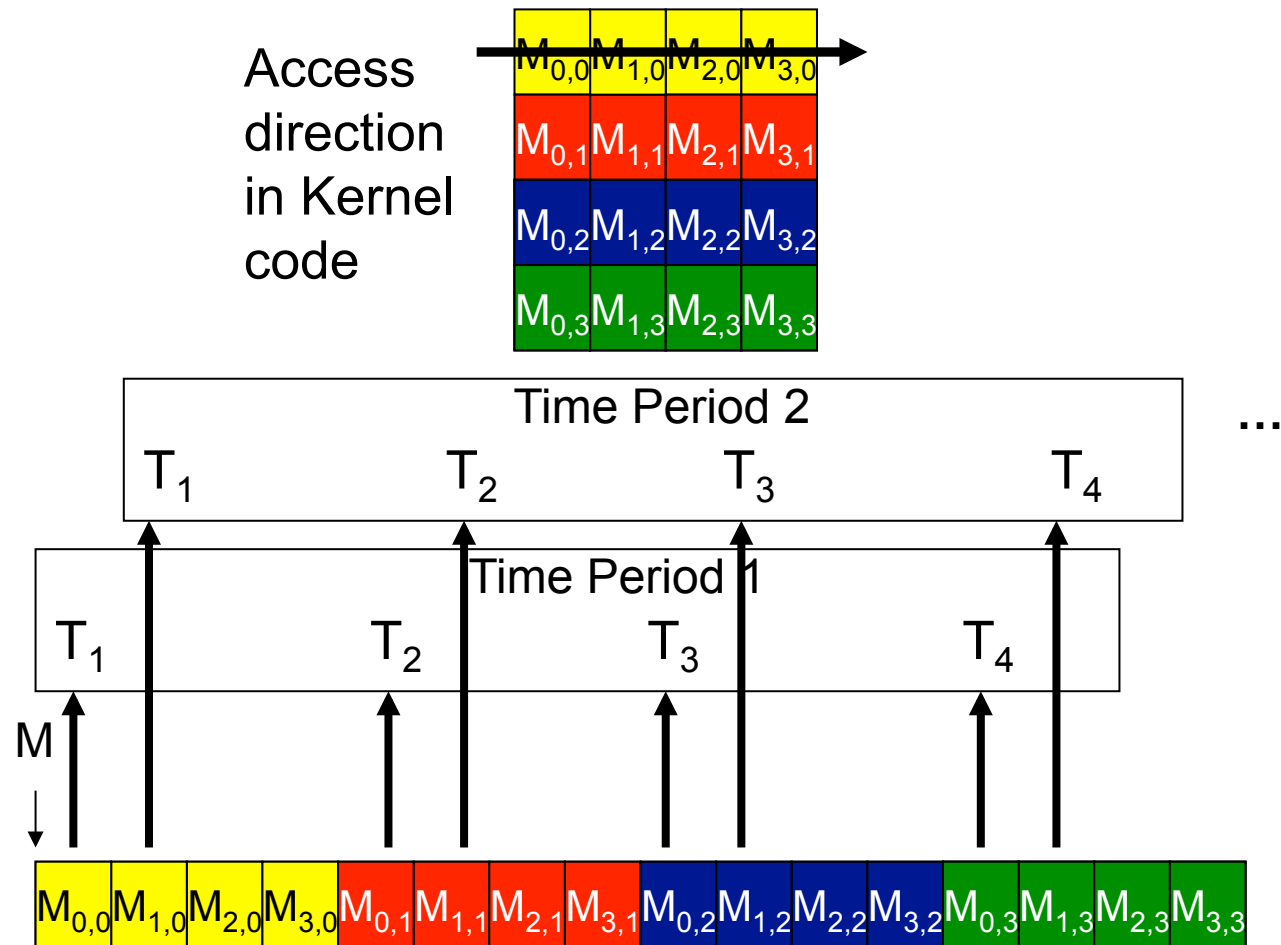 Access
direction
in Kernel
code
M0,0 M1,0 M2,0 M3,0
M0,1 M1,1 M2,1 M3,1
M0,2 M1,2 M2,2 M3,2
M0,3 M1,3 M2,3 M3,3
Time Period 2
...
T1 T2 T3 T4
Time Period 1
T1 T2 T3 T4
M
M0,0 M1,0 M2,0 M3,0 M0,1 M1,1 M2,1 M3,1 M0,2 M1,2 M2,2 M3,2 M0,3 M1,3 M2,3 M3,3